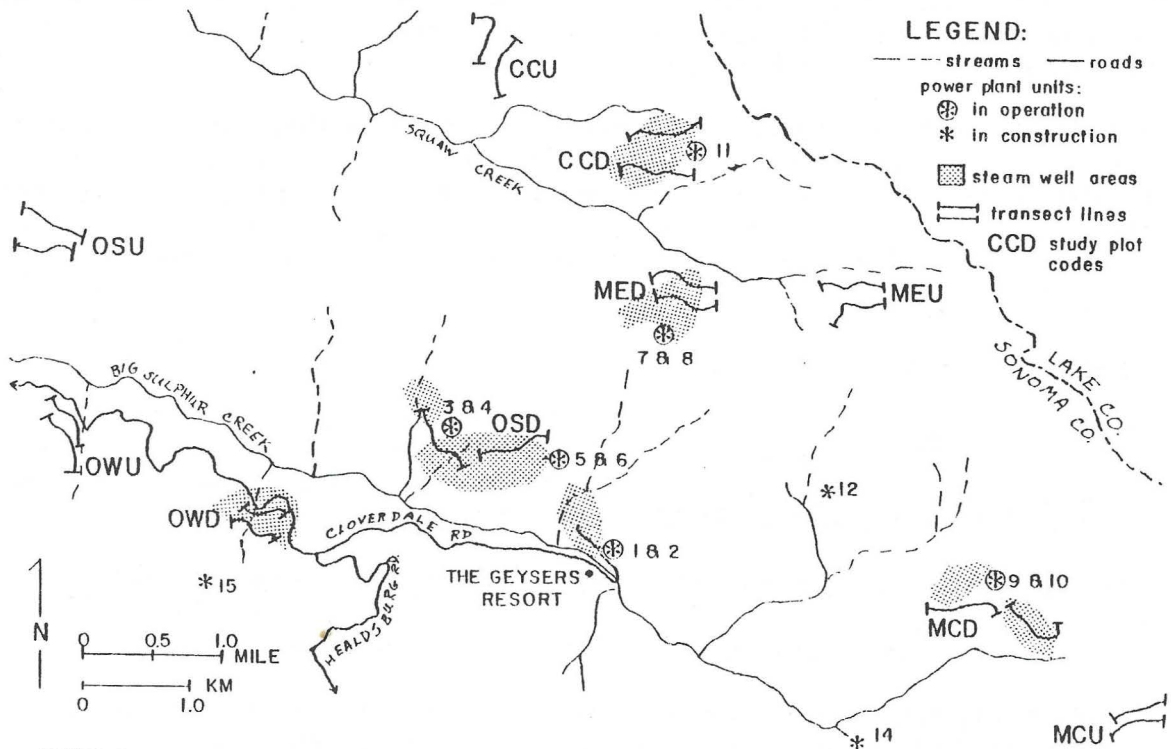 LEGEND:
streams
roads
power plant units:
in operation
* in construction
steam well areas
transect lines
CCD study plot
codes
CCU
SQUAW
CREEK
CCD
11
OSU
MED
MEU
7 & 8
LAKE CO.
SONOMA CO.
BIG SULPHUR
CREEK
3 & 4
OSD
5 & 6
OWU
12
OWD
CLOVERDALE
RD
1 & 2
THE GEYSERS
RESORT
9 & 10
15
MCD
HEALDSBURG RD.
N
0 0.5 1.0
MILE
KM
0 1.0
14
MCU